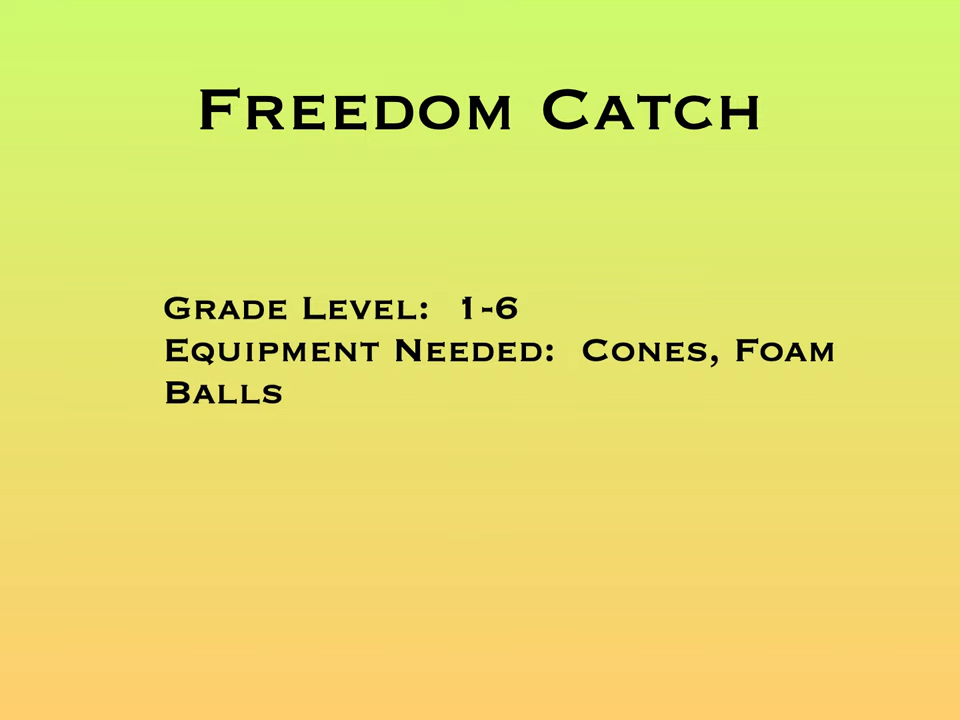 Freedom Catch
Grade Level: 1-6
Equipment Needed: Cones, Foam
Balls